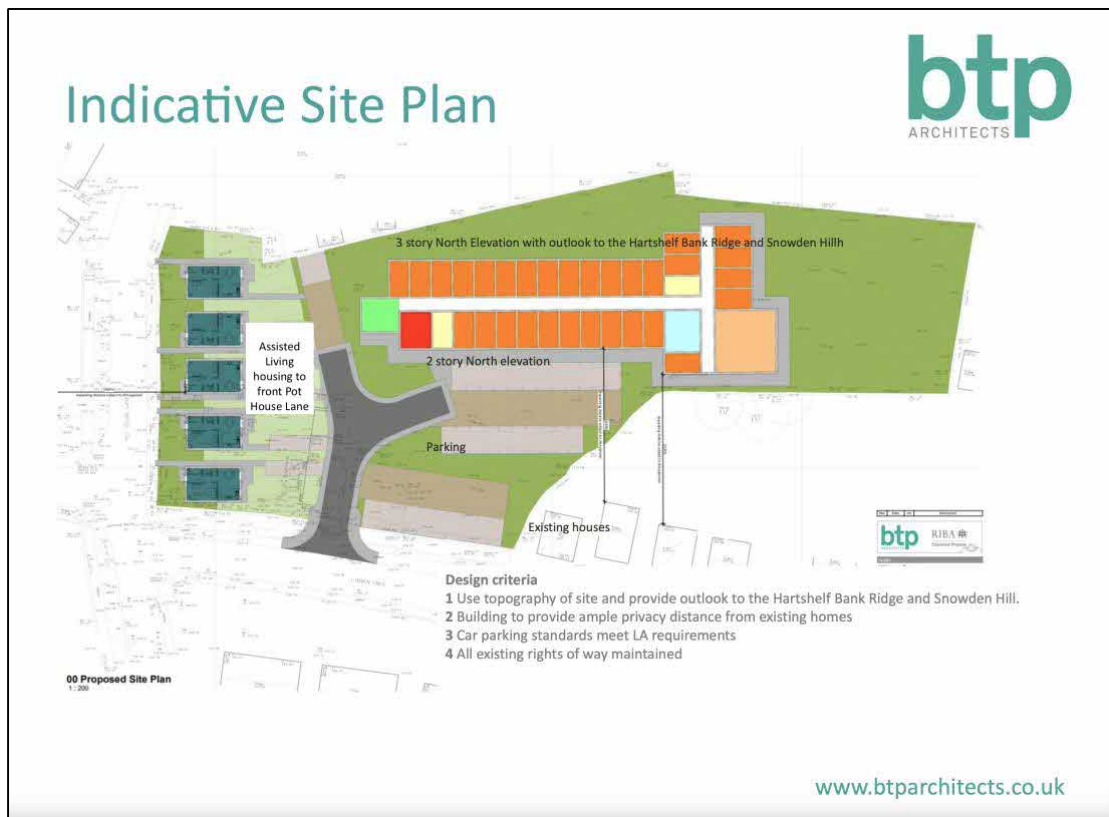 Indicative Site Plan
btp
ARCHITECTS
3 story North Elevation with outlook to the Hartshelf Bank Ridge and Snowden Hillh
Assisted
Living
housing to
front Pot
House Lane
2 story North elevation
Parking
Existing houses
btp
ARCHITECTS
RIBA
Design criteria
1 Use topography of site and provide outlook to the Hartshelf Bank Ridge and Snowden Hill.
2 Building to provide ample privacy distance from existing homes
3 Car parking standards meet LA requirements
4 All existing rights of way maintained
00 Proposed Site Plan
1 : 200
www.btparchitects.co.uk